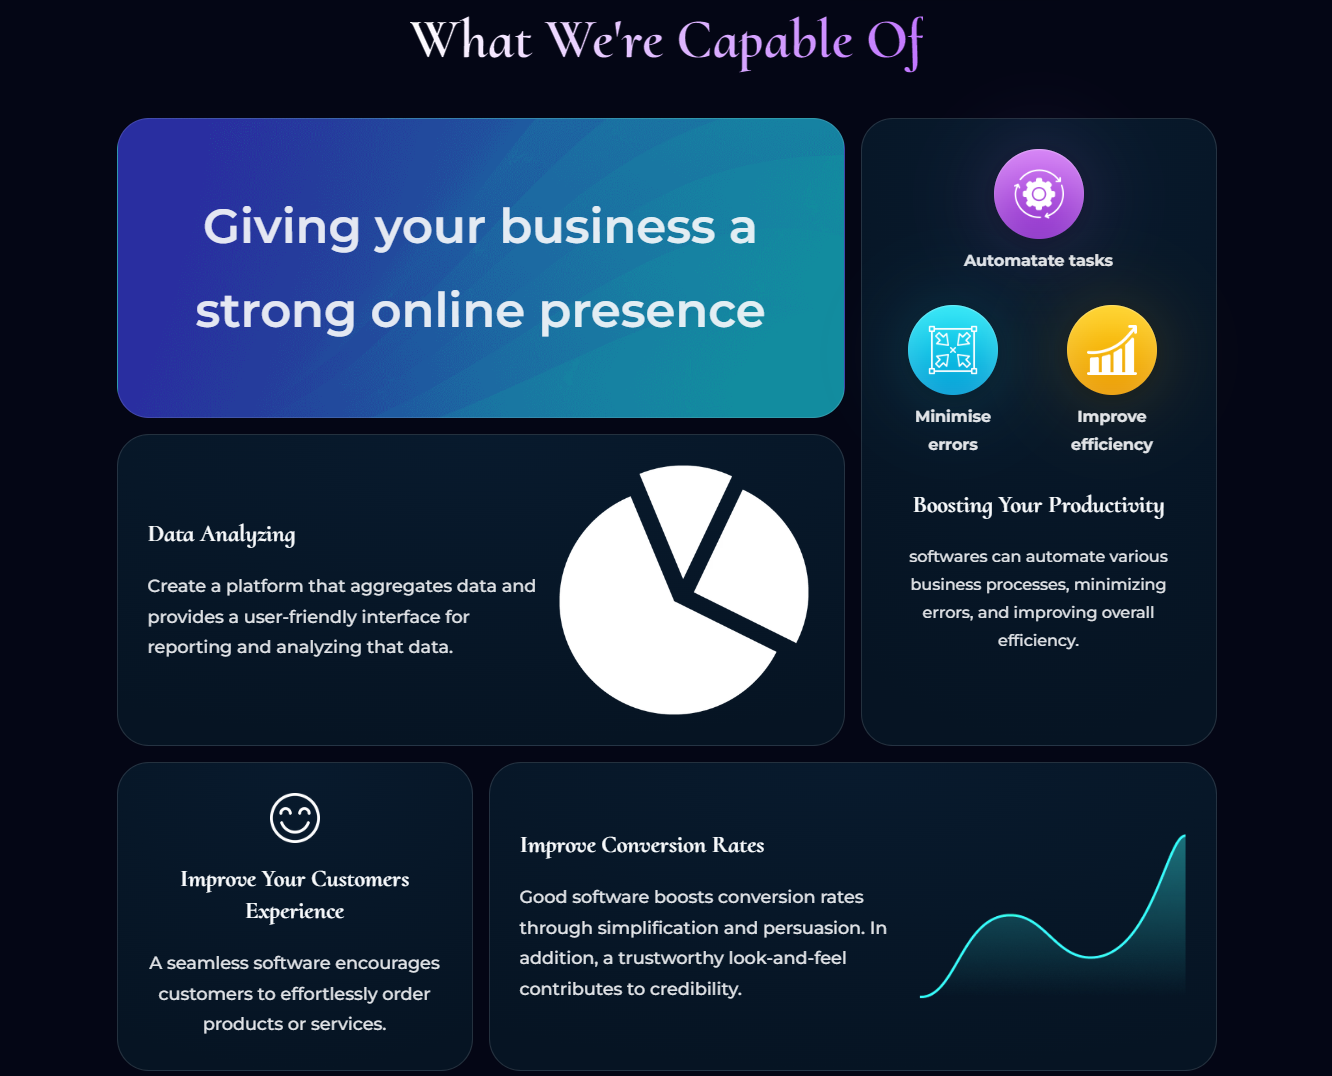 What We're Capable Of
Giving your business a
strong online presence
Automatate tasks
Minimise
errors
Improve
efficiency
Boosting Your Productivity
softwares can automate various
business processes, minimizing
errors, and improving overall
efficiency.
Data Analyzing
Create a platform that aggregates data and
provides a user-friendly interface for
reporting and analyzing that data.
Improve Your Customers
Experience
A seamless software encourages
customers to effortlessly order
products or services.
Improve Conversion Rates
Good software boosts conversion rates
through simplification and persuasion. In
addition, a trustworthy look-and-feel
contributes to credibility.